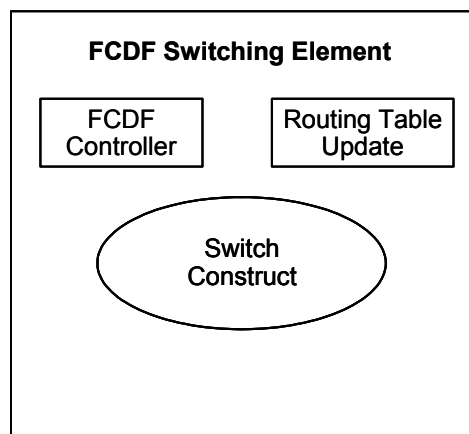 FCDF Switching Element
FCDF
Controller
Routing Table
Update
Switch
Construct